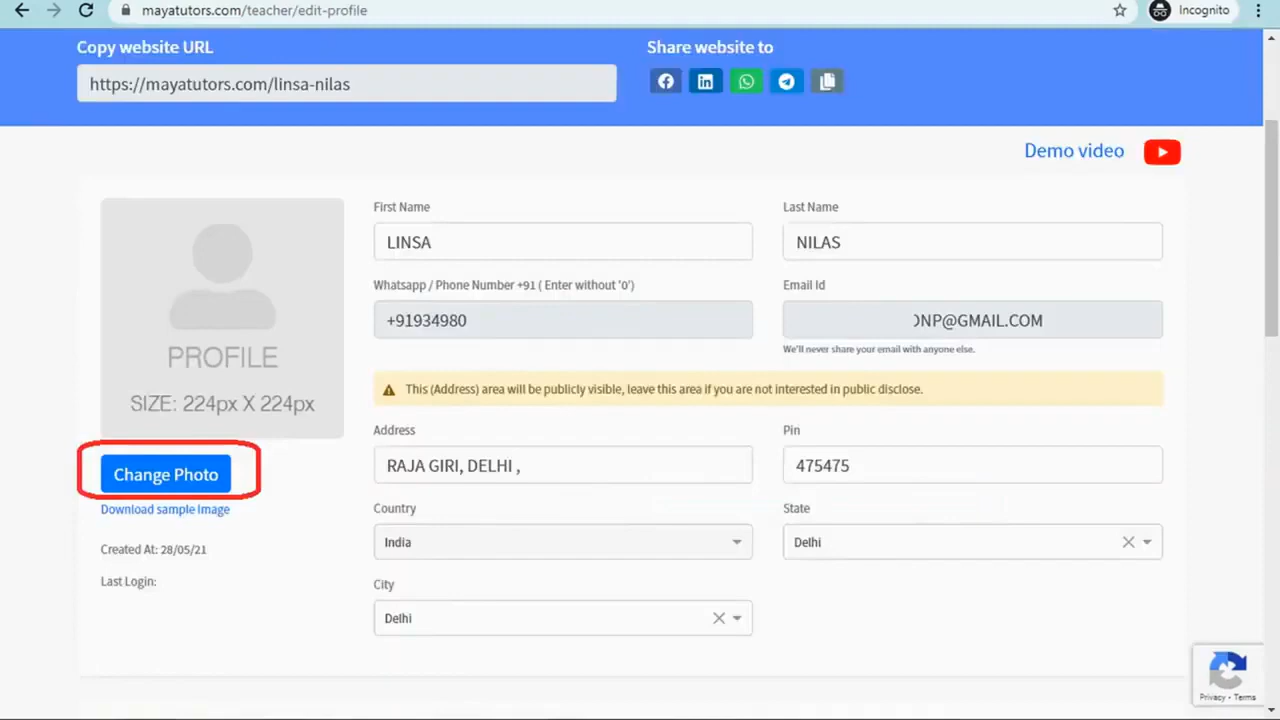 mayatutors.com/teacher/edit-profile
Incognito
Copy website URL
Share website to
https://mayatutors.com/linsa-nilas
Demo video
PROFILE
SIZE: 224px X 224px
Change Photo
Download sample Image
Created At: 28/05/21
Last Login:
First Name
Last Name
LINSA
NILAS
Whatsapp / Phone Number +91 ( Enter without '0')
Email Id
+91934980
NP@GMAIL.COM
We'll never share your email with anyone else.
This (Address) area will be publicly visible, leave this area if you are not interested in public disclose.
Address
Pin
RAJA GIRI, DELHI ,
475475
Country
State
India
Delhi
City
Delhi
Privacy - Terms